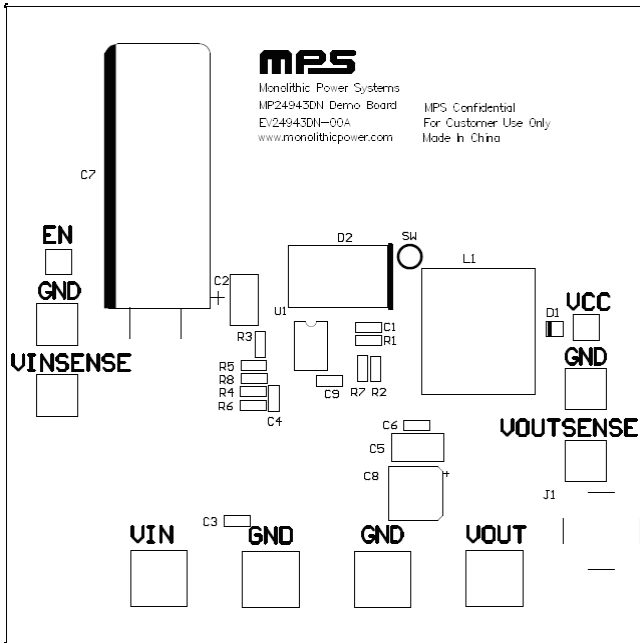 MPS
Monolithic Power Systems
MP24943DN Demo Board
EV24943DN-00A
www.monolithicpower.com
MPS Confidential
For Customer Use Only
Made In China
C7
EN
GND
VINSENSE
C2
+
D2
SW
L1
U1
C1
R1
R3
R5
R8
R4
R6
C4
C9
R7 R2
D1
VCC
GND
VOUTSENSE
C6
C5
C8
+
J1
C3
VIN
GND
GND
VOUT